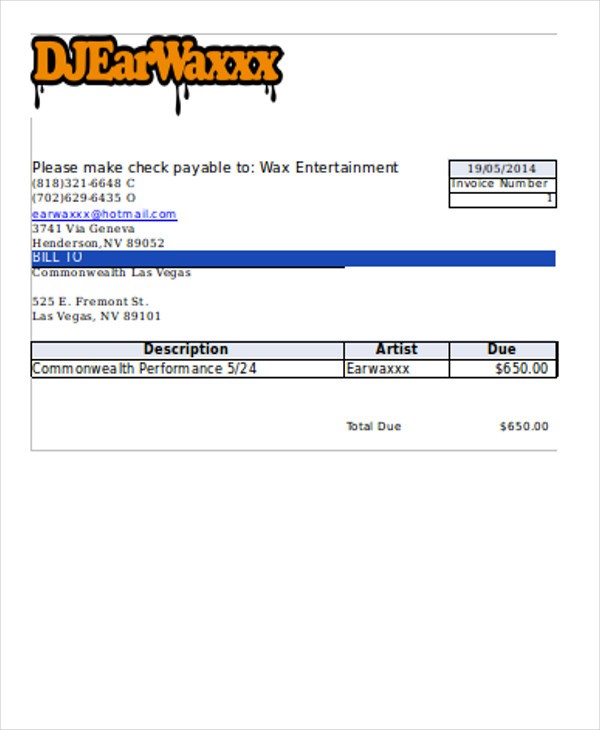 DJEarWaxxx
Please make check payable to: Wax Entertainment
19/05/2014
(818)321-6648 C
Invoice Number
(702)629-6435 O
1
earwaxxx@hotmail.com
3741 Via Geneva
Henderson,NV 89052
BILL TO
Commonwealth Las Vegas
525 E. Fremont St.
Las Vegas, NV 89101
Description Artist Due
Commonwealth Performance 5/24 Earwaxxx $650.00
Total Due $650.00